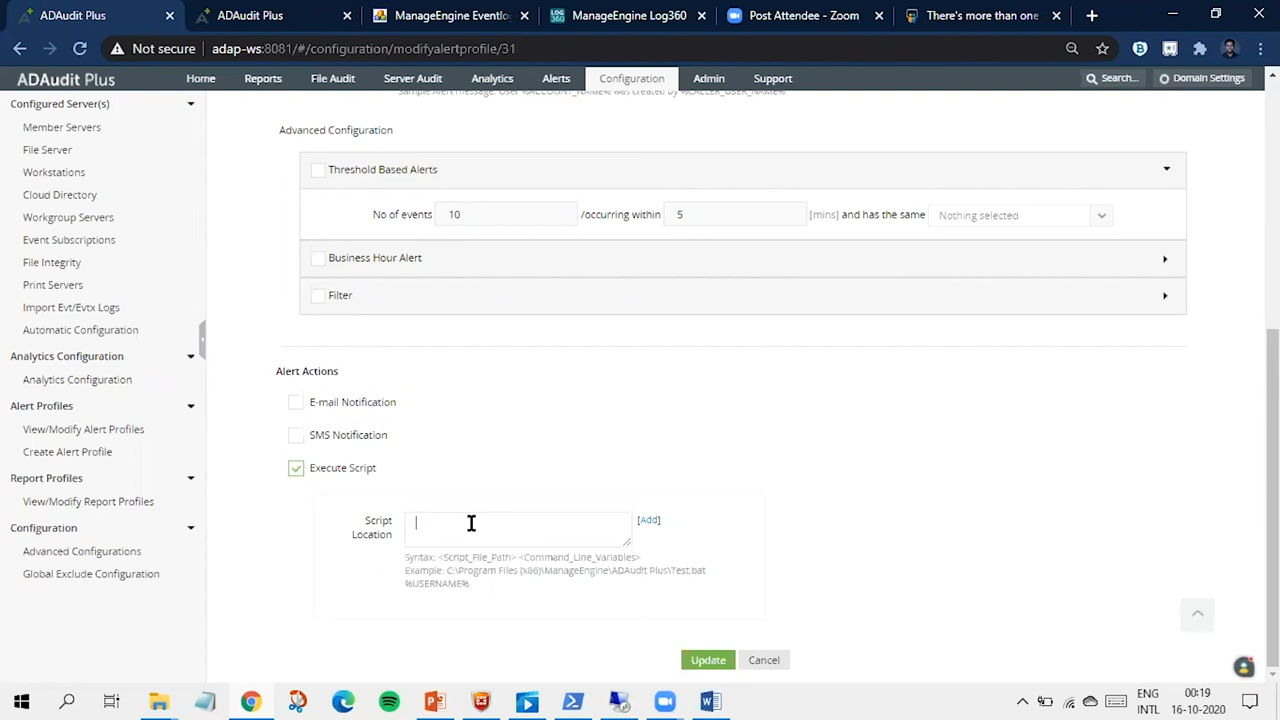 ADAudit Plus
ADAudit Plus
ManageEngine Eventlo
ManageEngine Log360
Post Attendee - Zoom
There's more than one
Not secure
adap-ws:8081/#/configuration/modifyalertprofile/31
ADAudit Plus
Home
Reports
File Audit
Server Audit
Analytics
Alerts
Configuration
Admin
Support
Search...
Domain Settings
Configured Server(s)
Member Servers
File Server
Workstations
Cloud Directory
Workgroup Servers
Event Subscriptions
File Integrity
Print Servers
Import Evt/Evtx Logs
Automatic Configuration
Analytics Configuration
Analytics Configuration
Alert Profiles
View/Modify Alert Profiles
Create Alert Profile
Report Profiles
View/Modify Report Profiles
Configuration
Advanced Configurations
Global Exclude Configuration
Sample Alert message: User %ACCOUNT_NAME% was created by %CALLER_USER_NAME%
Advanced Configuration
Threshold Based Alerts
No of events 10 /occurring within 5 [mins] and has the same Nothing selected
Business Hour Alert
Filter
Alert Actions
E-mail Notification
SMS Notification
Execute Script
Script
Location
[Add]
Syntax: <Script_File_Path> <Command_Line_Variables>
Example: C:\Program Files (x86)\ManageEngine\ADAudit Plus\Test.bat
%USERNAME%
Update
Cancel
ENG
INTL
00:19
16-10-2020